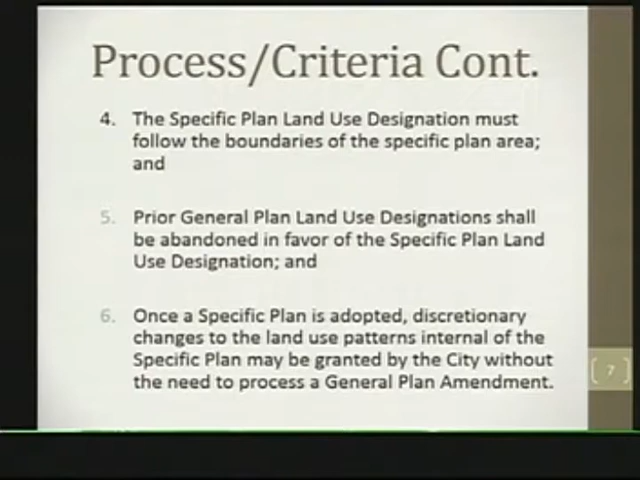 Process/Criteria Cont.
4. The Specific Plan Land Use Designation must
follow the boundaries of the specific plan area;
and
5. Prior General Plan Land Use Designations shall
be abandoned in favor of the Specific Plan Land
Use Designation; and
6. Once a Specific Plan is adopted, discretionary
changes to the land use patterns internal of the
Specific Plan may be granted by the City without
the need to process a General Plan Amendment.
7